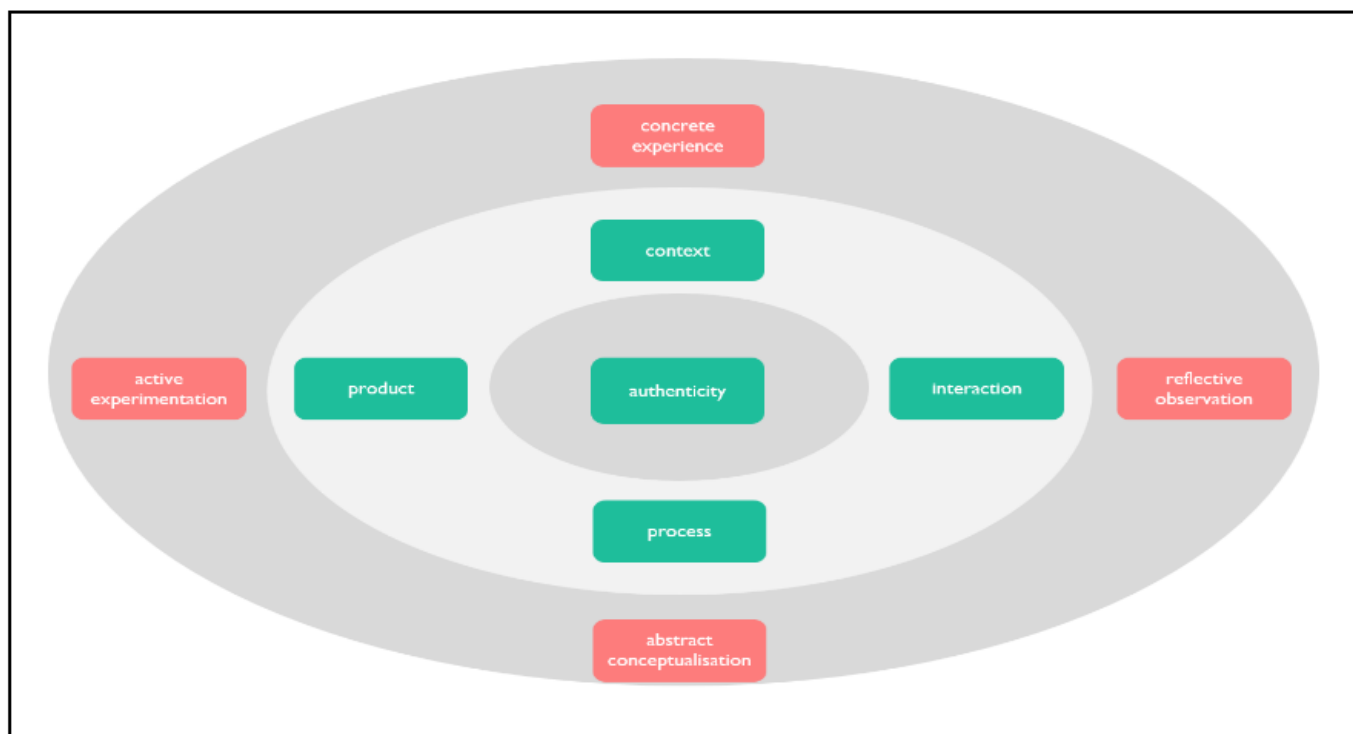 concrete
experience
context
active
experimentation
product
authenticity
interaction
reflective
observation
process
abstract
conceptualisation